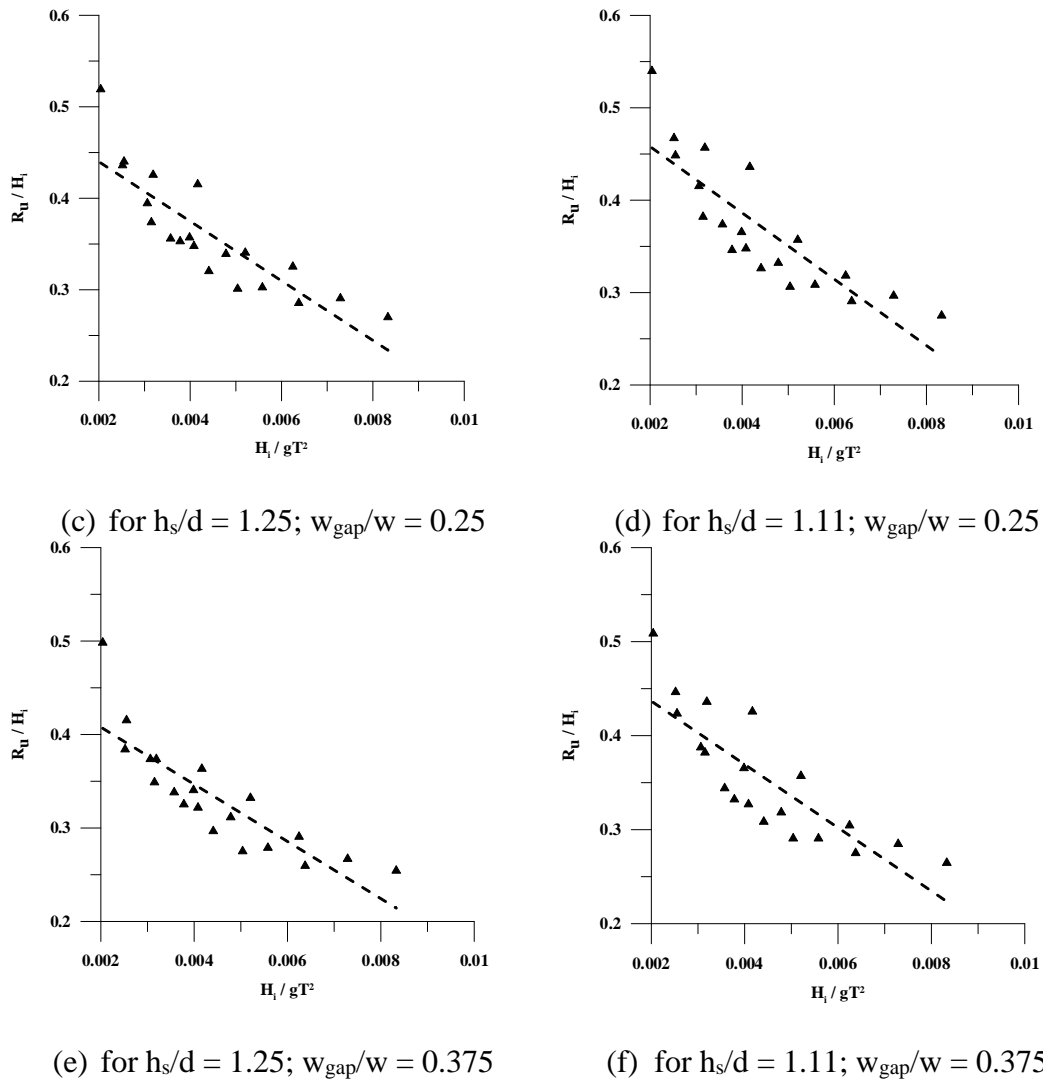 0.6
0.5
0.4
0.3
0.2
R_u / H_i
0.002 0.004 0.006 0.008 0.01
H_i / gT²
0.6
0.5
0.4
0.3
0.2
R_u / H_i
0.002 0.004 0.006 0.008 0.01
H_i / gT²
(c) for h_s/d = 1.25; w_gap/w = 0.25
(d) for h_s/d = 1.11; w_gap/w = 0.25
0.6
0.5
0.4
0.3
0.2
R_u / H_i
0.002 0.004 0.006 0.008 0.01
H_i / gT²
0.6
0.5
0.4
0.3
0.2
R_u / H_i
0.002 0.004 0.006 0.008 0.01
H_i / gT²
(e) for h_s/d = 1.25; w_gap/w = 0.375
(f) for h_s/d = 1.11; w_gap/w = 0.375